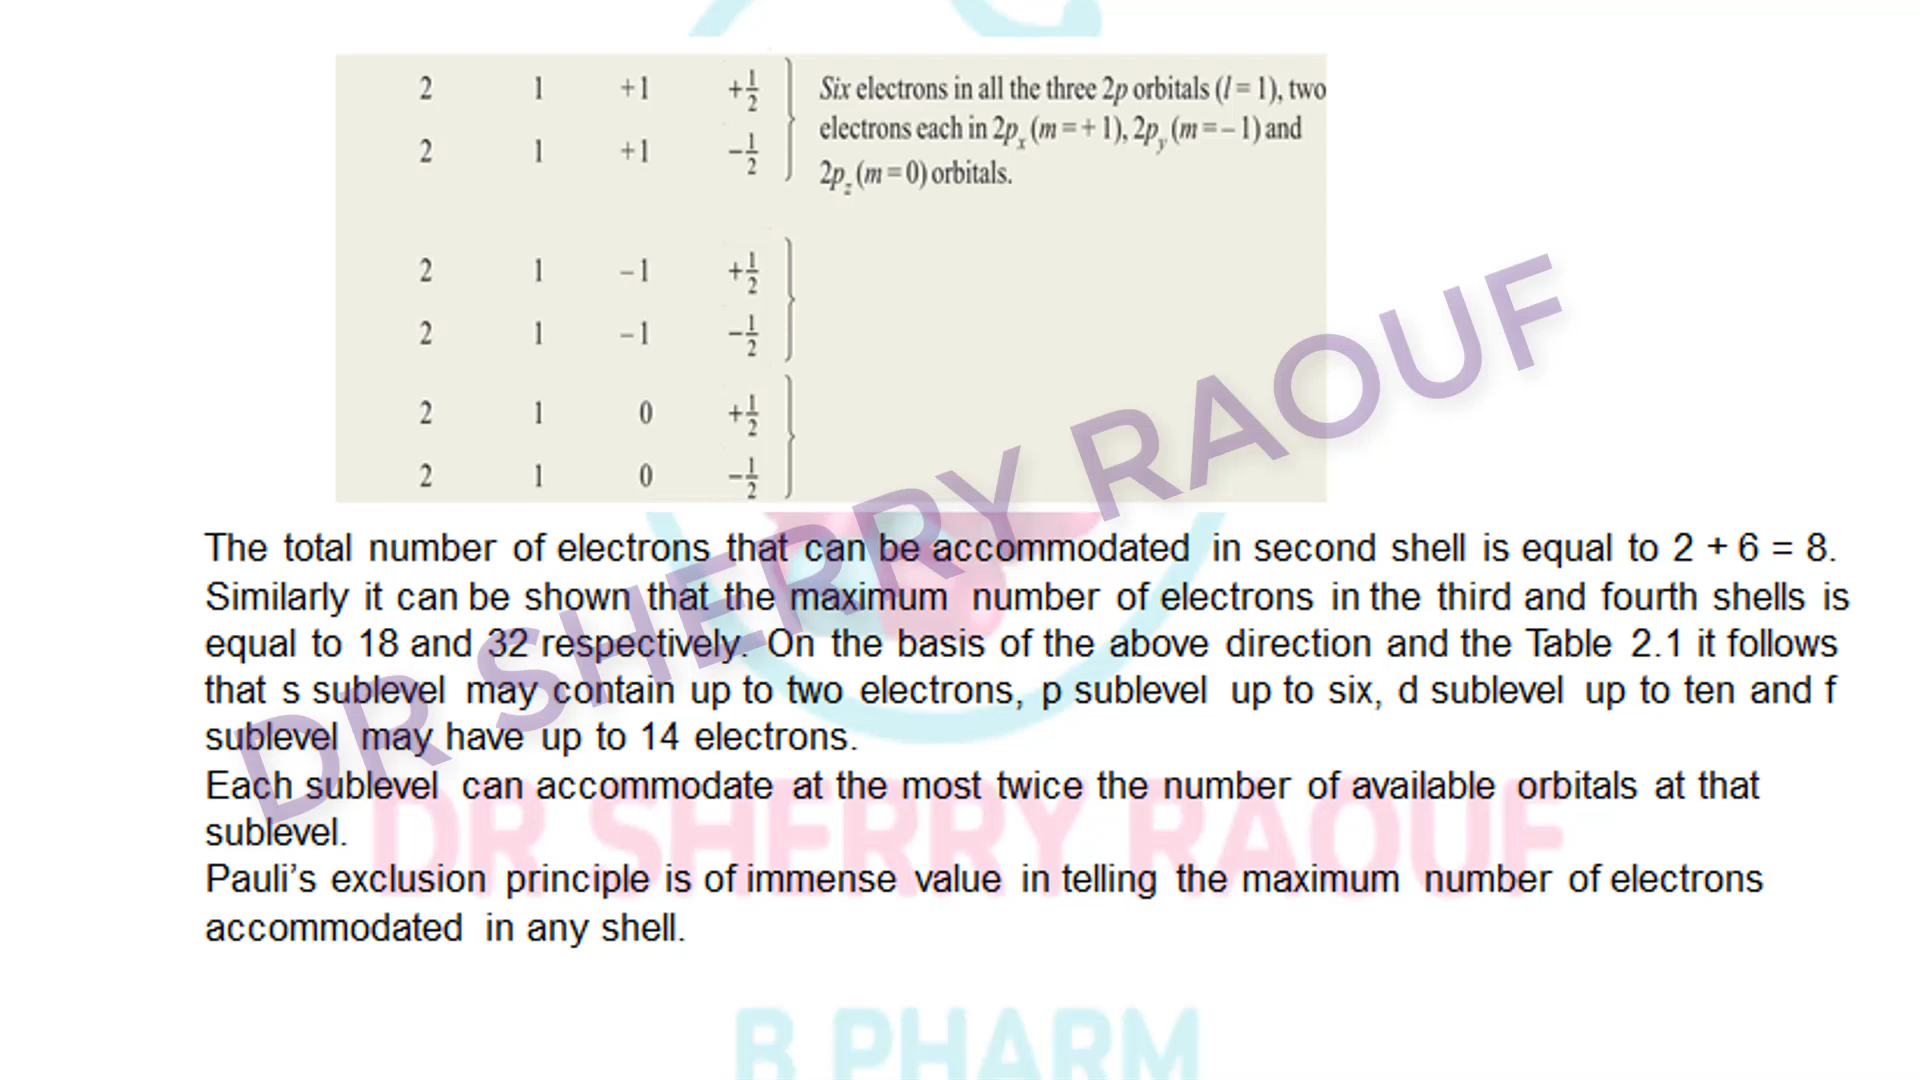 2 1 +1 +1/2 Six electrons in all the three 2p orbitals (l = 1), two
electrons each in 2px (m = + 1), 2py (m = – 1) and
2 1 +1 –1/2
2pz (m = 0) orbitals.
2 1 –1 +1/2
2 1 –1 –1/2
2 1 0 +1/2
2 1 0 –1/2
The total number of electrons that can be accommodated in second shell is equal to 2 + 6 = 8.
Similarly it can be shown that the maximum number of electrons in the third and fourth shells is
equal to 18 and 32 respectively. On the basis of the above direction and the Table 2.1 it follows
that s sublevel may contain up to two electrons, p sublevel up to six, d sublevel up to ten and f
sublevel may have up to 14 electrons.
Each sublevel can accommodate at the most twice the number of available orbitals at that
sublevel.
Pauli’s exclusion principle is of immense value in telling the maximum number of electrons
accommodated in any shell.
DR SHERRY RAOUF
DR SHERRY RAOUF
B PHARM